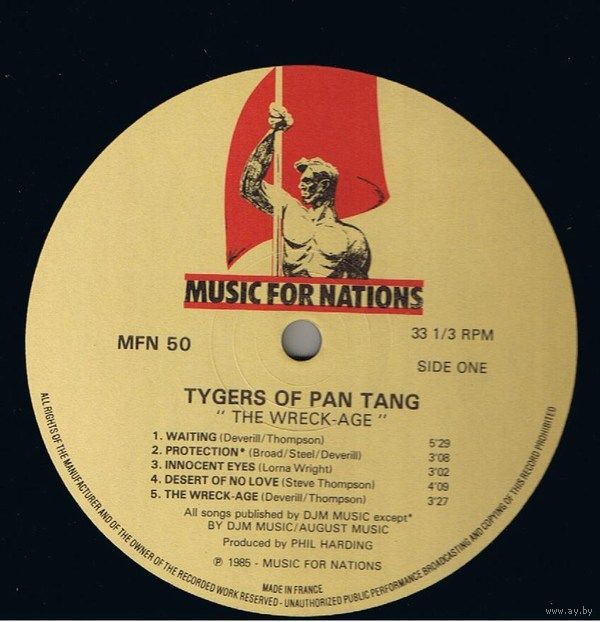 MUSIC FOR NATIONS
MFN 50
33 1/3 RPM
SIDE ONE
TYGERS OF PAN TANG
" THE WRECK-AGE "
1. WAITING (Deverill/Thompson) 5'29
2. PROTECTION* (Broad/Steel/Deverill) 3'08
3. INNOCENT EYES (Lorna Wright) 3'02
4. DESERT OF NO LOVE (Steve Thompson) 4'09
5. THE WRECK-AGE (Deverill/Thompson) 3'27
All songs published by DJM MUSIC except*
BY DJM MUSIC/AUGUST MUSIC
Produced by PHIL HARDING
℗ 1985 - MUSIC FOR NATIONS
MADE IN FRANCE
ALL RIGHTS OF THE MANUFACTURER AND OF THE OWNER OF THE RECORDED WORK RESERVED - UNAUTHORIZED PUBLIC PERFORMANCE BROADCASTING AND COPYING OF THIS RECORD PROHIBITED
www.ay.by